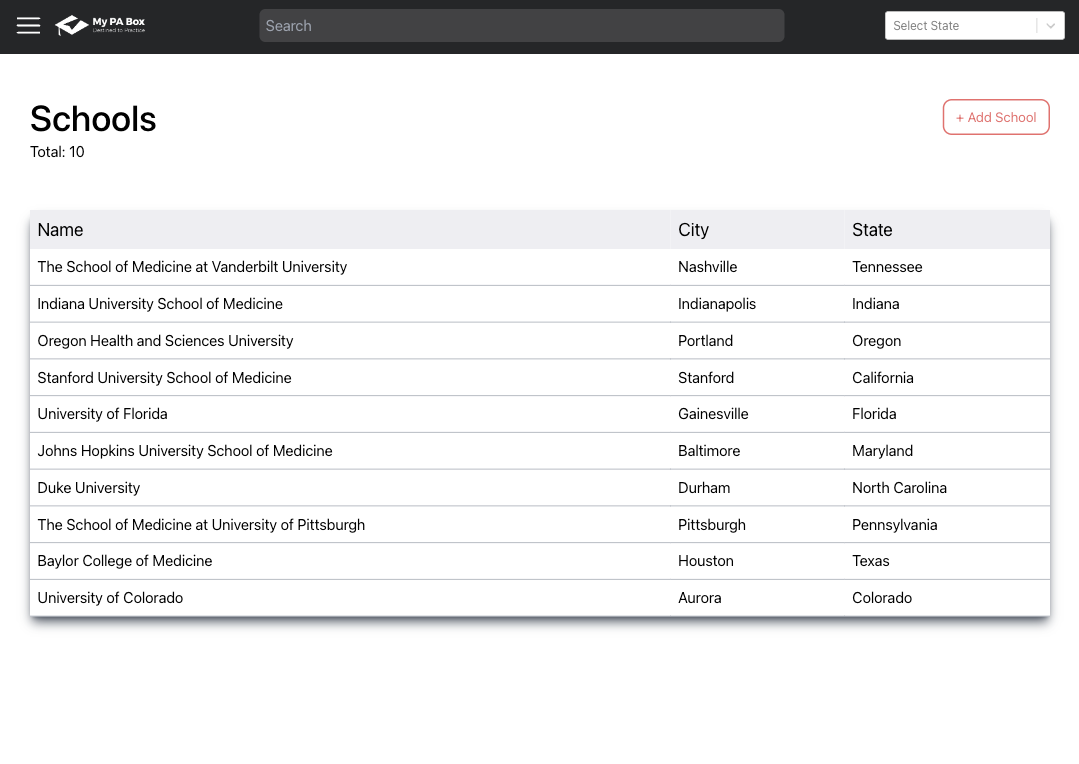 My PA Box
Destined to Practice
Search
Select State
Schools
+ Add School
Total: 10
Name City State
The School of Medicine at Vanderbilt University Nashville Tennessee
Indiana University School of Medicine Indianapolis Indiana
Oregon Health and Sciences University Portland Oregon
Stanford University School of Medicine Stanford California
University of Florida Gainesville Florida
Johns Hopkins University School of Medicine Baltimore Maryland
Duke University Durham North Carolina
The School of Medicine at University of Pittsburgh Pittsburgh Pennsylvania
Baylor College of Medicine Houston Texas
University of Colorado Aurora Colorado